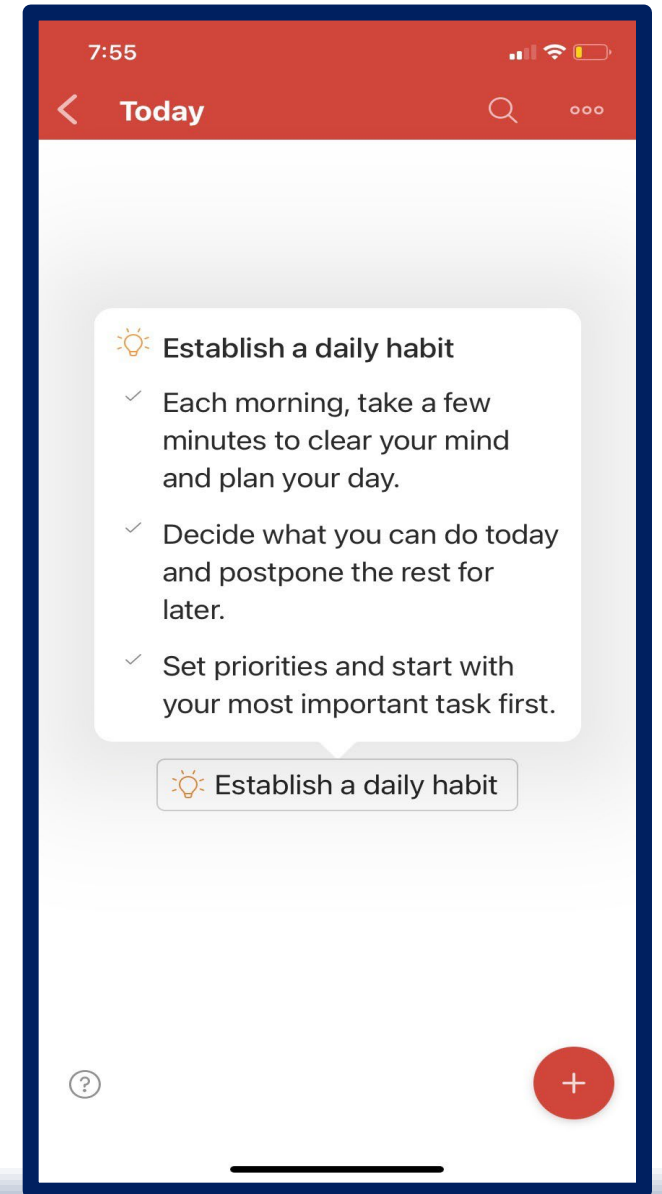 7:55
Today
Establish a daily habit
Each morning, take a few
minutes to clear your mind
and plan your day.
Decide what you can do today
and postpone the rest for
later.
Set priorities and start with
your most important task first.
Establish a daily habit
?
+